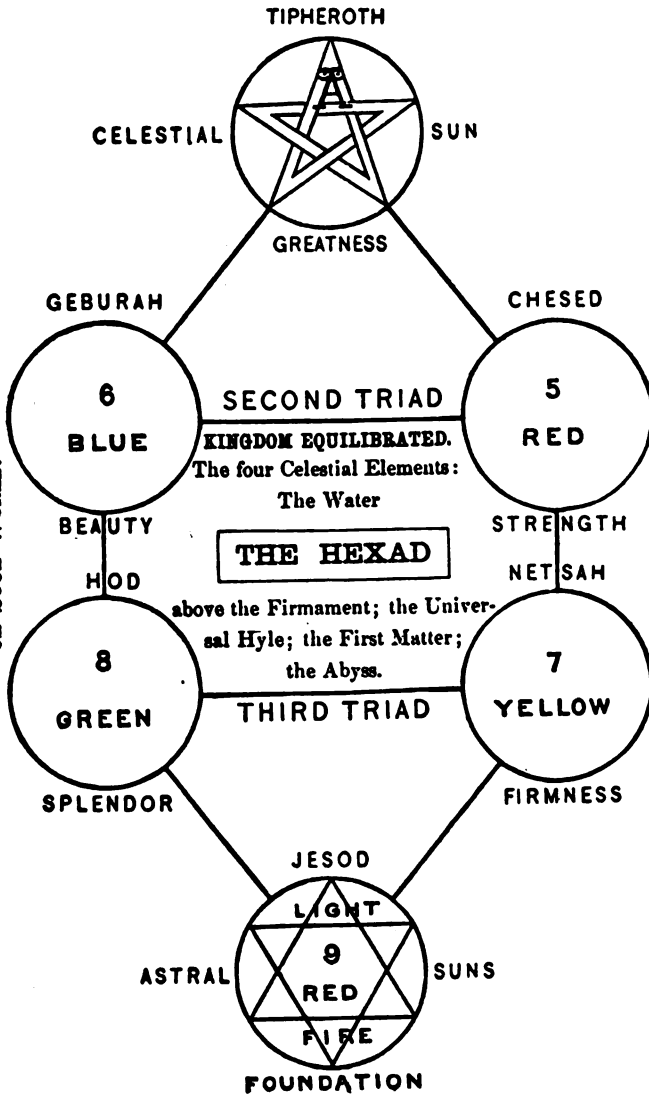 TIPHEROTH
CELESTIAL SUN
GREATNESS
GEBURAH CHESED
6 5
BLUE RED
SECOND TRIAD
KINGDOM EQUILIBRATED.
The four Celestial Elements:
The Water
BEAUTY STRENGTH
THE HEXAD
HOD NETSAH
above the Firmament; the Univer-
sal Hyle; the First Matter;
the Abyss.
8 7
GREEN YELLOW
THIRD TRIAD
SPLENDOR FIRMNESS
JESOD
LIGHT
9
ASTRAL SUNS
RED
FIRE
FOUNDATION